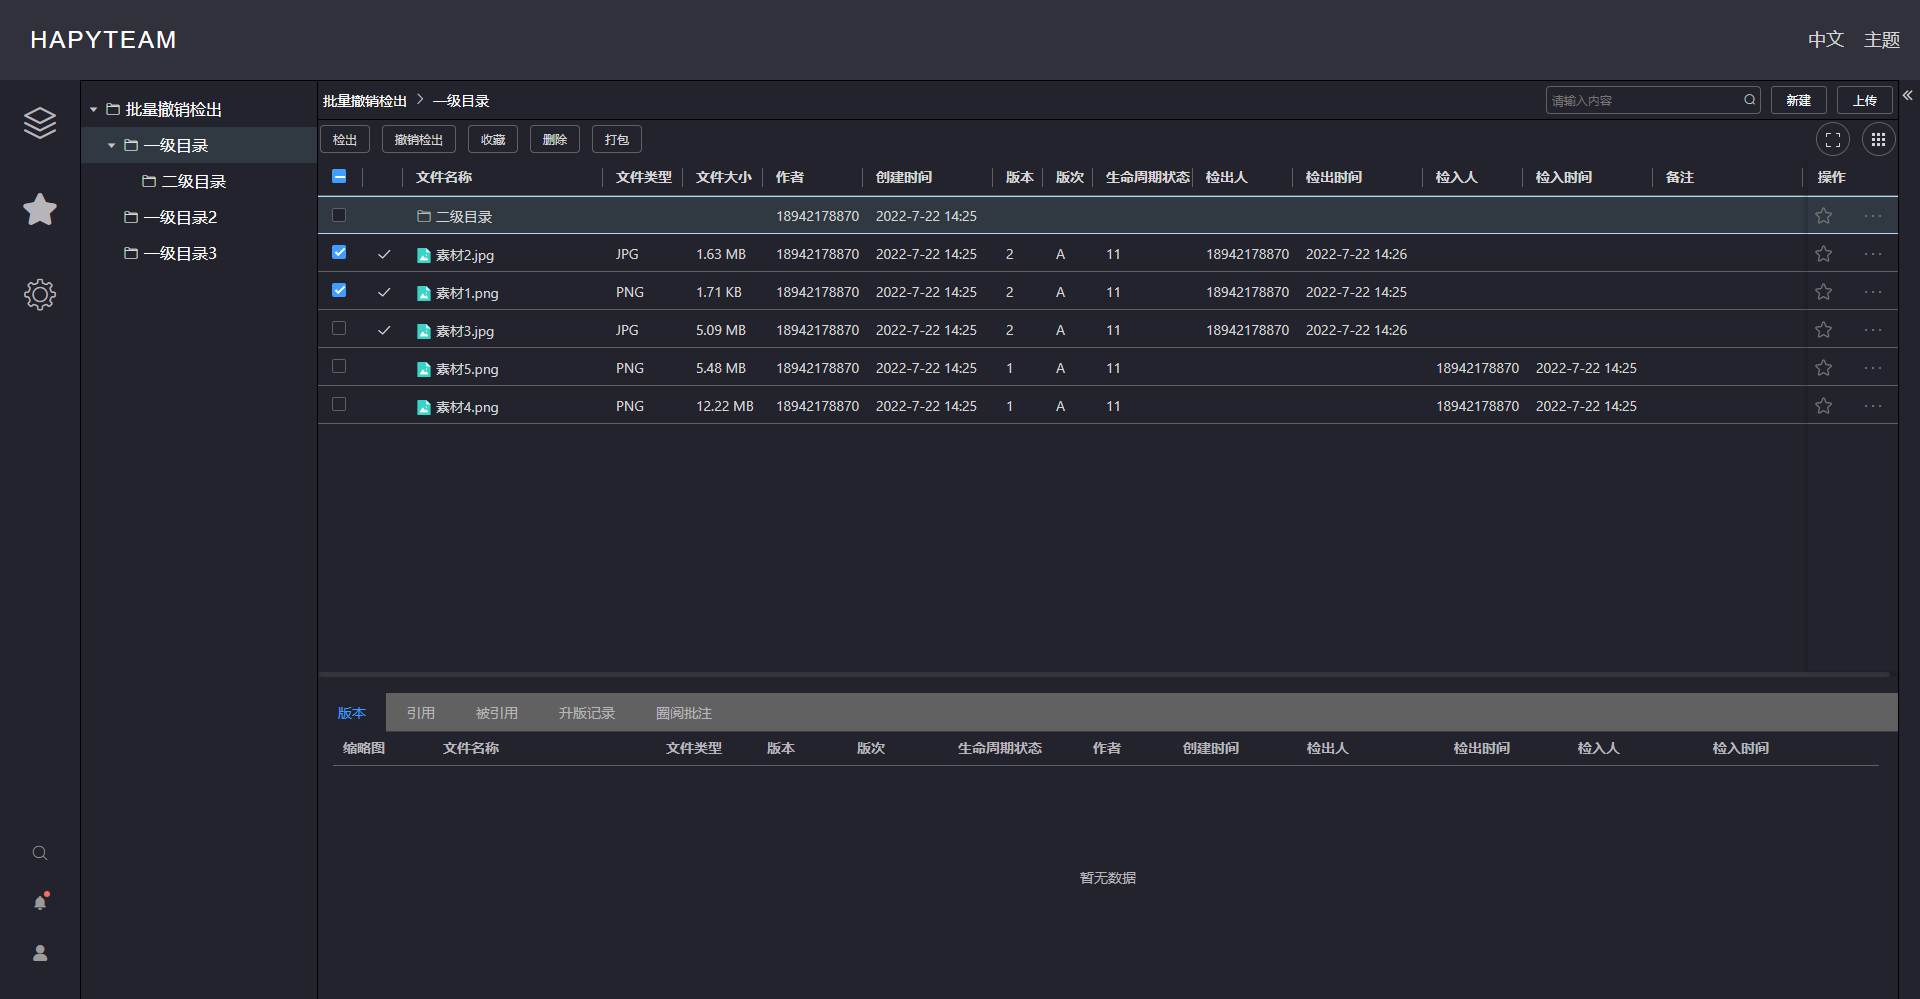 HAPYTEAM
中文 主题
批量撤销检出
一级目录
二级目录
一级目录2
一级目录3
批量撤销检出 一级目录
请输入内容 新建 上传
检出 撤销检出 收藏 删除 打包
文件名称 文件类型 文件大小 作者 创建时间 版本 版次 生命周期状态 检出人 检出时间 检入人 检入时间 备注 操作
二级目录 18942178870 2022-7-22 14:25
素材2.jpg JPG 1.63 MB 18942178870 2022-7-22 14:25 2 A 11 18942178870 2022-7-22 14:26
素材1.png PNG 1.71 KB 18942178870 2022-7-22 14:25 2 A 11 18942178870 2022-7-22 14:25
素材3.jpg JPG 5.09 MB 18942178870 2022-7-22 14:25 2 A 11 18942178870 2022-7-22 14:26
素材5.png PNG 5.48 MB 18942178870 2022-7-22 14:25 1 A 11 18942178870 2022-7-22 14:25
素材4.png PNG 12.22 MB 18942178870 2022-7-22 14:25 1 A 11 18942178870 2022-7-22 14:25
版本 引用 被引用 升版记录 圈阅批注
缩略图 文件名称 文件类型 版本 版次 生命周期状态 作者 创建时间 检出人 检出时间 检入人 检入时间
暂无数据